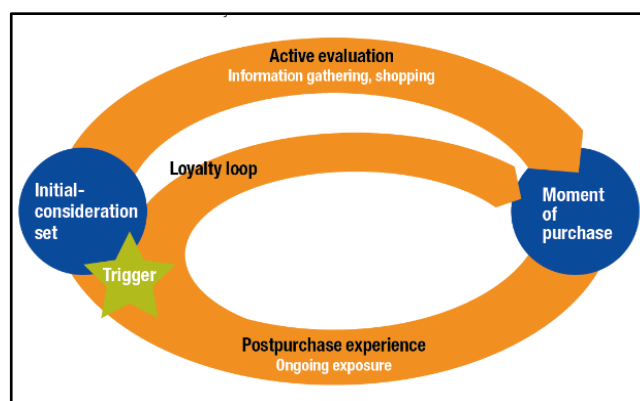 Active evaluation
Information gathering, shopping
Loyalty loop
Initial-
consideration
set
Moment
of
purchase
Trigger
Postpurchase experience
Ongoing exposure